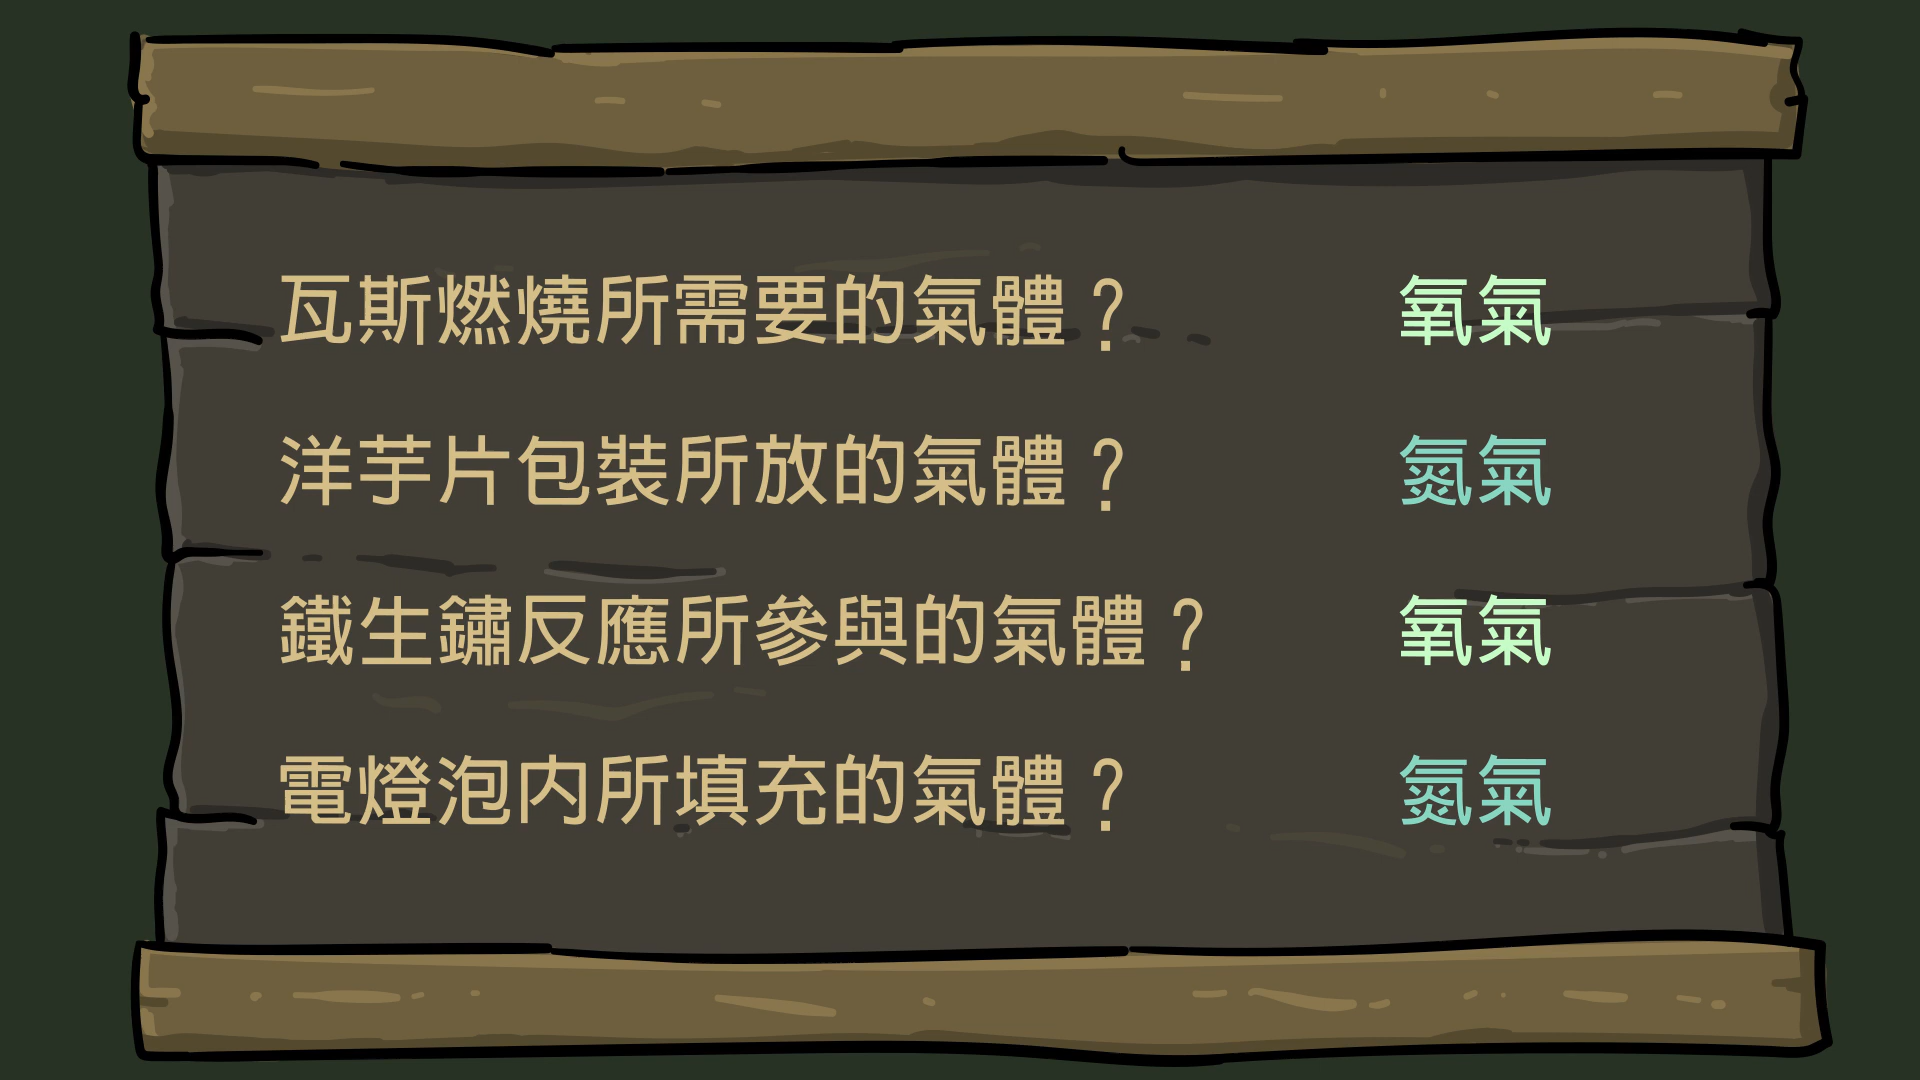 瓦斯燃燒所需要的氣體？ 氧氣
洋芋片包裝所放的氣體？ 氮氣
鐵生鏽反應所參與的氣體？ 氧氣
電燈泡內所填充的氣體？ 氮氣